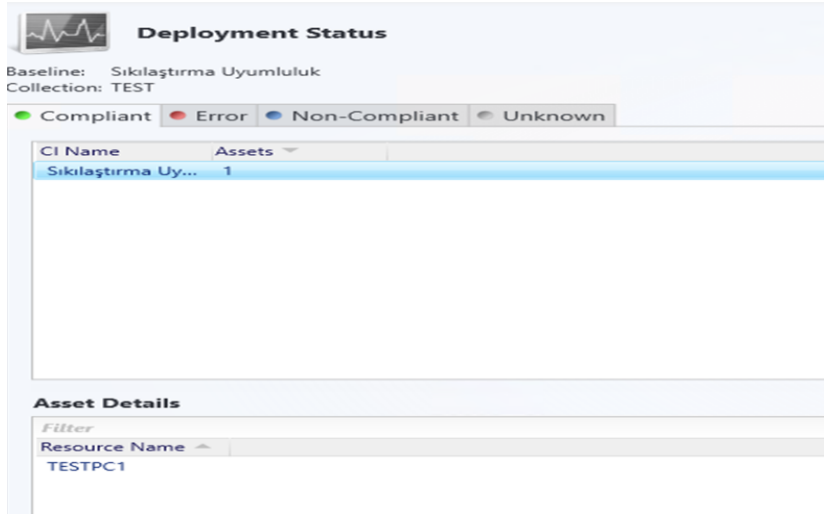 Deployment Status
Baseline: Sıkılaştırma Uyumluluk
Collection: TEST
Compliant Error Non-Compliant Unknown
CI Name Assets
Sıkılaştırma Uy... 1
Asset Details
Filter
Resource Name
TESTPC1